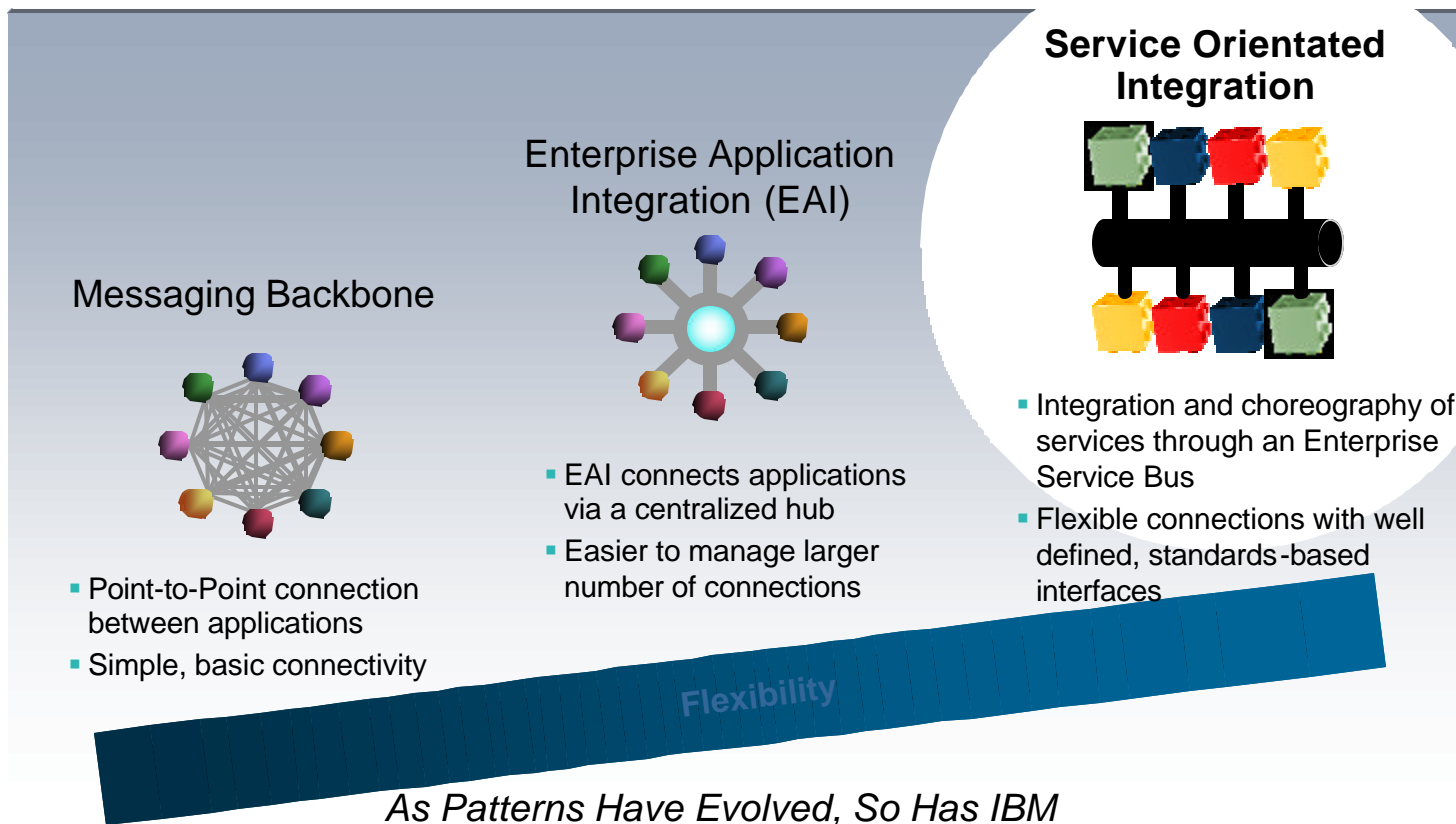 Service Orientated
Integration
Enterprise Application
Integration (EAI)
Messaging Backbone
▪ Point-to-Point connection
between applications
▪ Simple, basic connectivity
▪ EAI connects applications
via a centralized hub
▪ Easier to manage larger
number of connections
▪ Integration and choreography of
services through an Enterprise
Service Bus
▪ Flexible connections with well
defined, standards-based
interfaces
Flexibility
As Patterns Have Evolved, So Has IBM